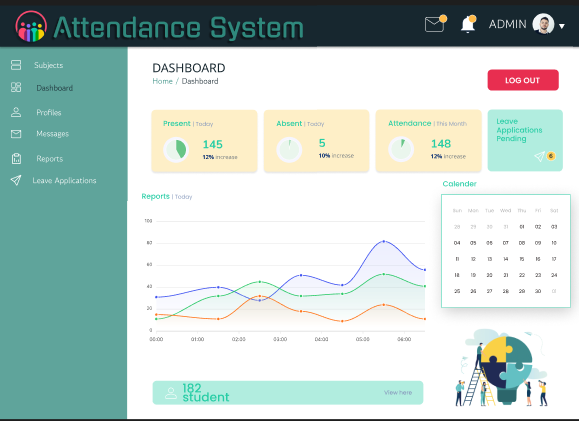 Attendance System
ADMIN
Subjects
Dashboard
Profiles
Messages
Reports
Leave Applications
DASHBOARD
Home / Dashboard
LOG OUT
Present | Today
145
12% increase
Absent | Today
5
10% increase
Attendance | This Month
148
12% increase
Leave
Applications
Pending
6
Reports | Today
100
80
60
40
20
0
00:00 01:00 02:00 03:00 04:00 05:00 06:00
Calender
Sun Mon Tue Wed Thu Fri Sat
28 29 30 31 01 02 03
04 05 06 07 08 09 10
11 12 13 14 15 16 17
18 19 20 21 22 23 24
25 26 27 28 29 30
182
student
View here